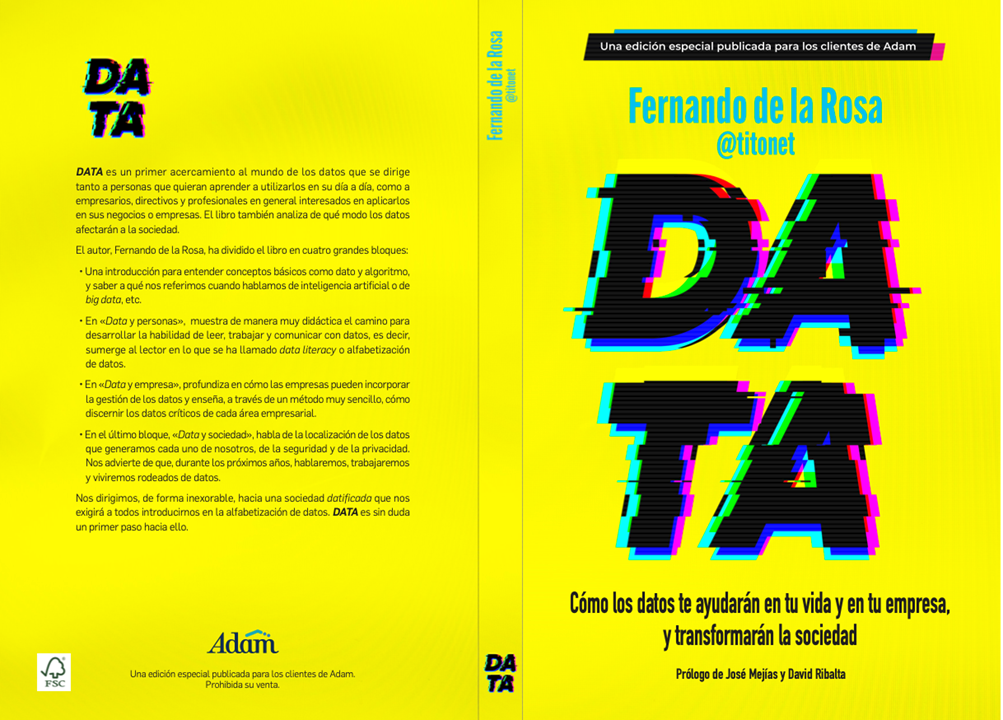 DA
TA
DATA es un primer acercamiento al mundo de los datos que se dirige
tanto a personas que quieran aprender a utilizarlos en su día a día, como a
empresarios, directivos y profesionales en general interesados en aplicarlos
en sus negocios o empresas. El libro también analiza de qué modo los datos
afectarán a la sociedad.
El autor, Fernando de la Rosa, ha dividido el libro en cuatro grandes bloques:
• Una introducción para entender conceptos básicos como dato y algoritmo,
y saber a qué nos referimos cuando hablamos de inteligencia artificial o de
big data, etc.
• En «Data y personas», muestra de manera muy didáctica el camino para
desarrollar la habilidad de leer, trabajar y comunicar con datos, es decir,
sumerge al lector en lo que se ha llamado data literacy o alfabetización
de datos.
• En «Data y empresa», profundiza en cómo las empresas pueden incorporar
la gestión de los datos y enseña, a través de un método muy sencillo, cómo
discernir los datos críticos de cada área empresarial.
• En el último bloque, «Data y sociedad», habla de la localización de los datos
que generamos cada uno de nosotros, de la seguridad y de la privacidad.
Nos advierte de que, durante los próximos años, hablaremos, trabajaremos
y viviremos rodeados de datos.
Nos dirigimos, de forma inexorable, hacia una sociedad datificada que nos
exigirá a todos introducirnos en la alfabetización de datos. DATA es sin duda
un primer paso hacia ello.
FSC
Adam
Una edición especial publicada para los clientes de Adam.
Prohibida su venta.
Fernando de la Rosa
@titonet
DA
TA
Una edición especial publicada para los clientes de Adam
Fernando de la Rosa
@titonet
DA
TA
Cómo los datos te ayudarán en tu vida y en tu empresa,
y transformarán la sociedad
Prólogo de José Mejías y David Ribalta